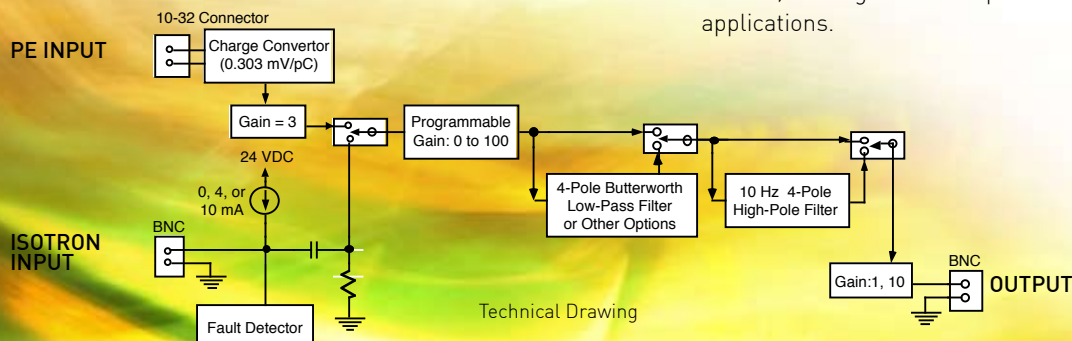 applications.
10-32 Connector
PE INPUT
Charge Convertor
(0.303 mV/pC)
Gain = 3
Programmable
Gain: 0 to 100
24 VDC
0, 4, or
10 mA
4-Pole Butterworth
Low-Pass Filter
or Other Options
10 Hz 4-Pole
High-Pole Filter
BNC
ISOTRON
INPUT
Fault Detector
Technical Drawing
Gain:1, 10
BNC
OUTPUT